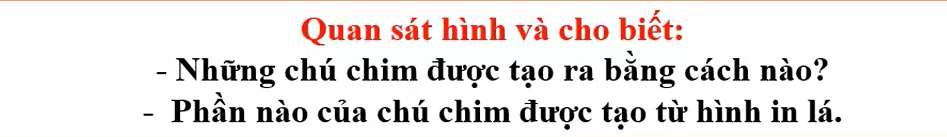 Quan sát hình và cho biết:
- Những chú chim được tạo ra bằng cách nào?
- Phần nào của chú chim được tạo từ hình in lá.